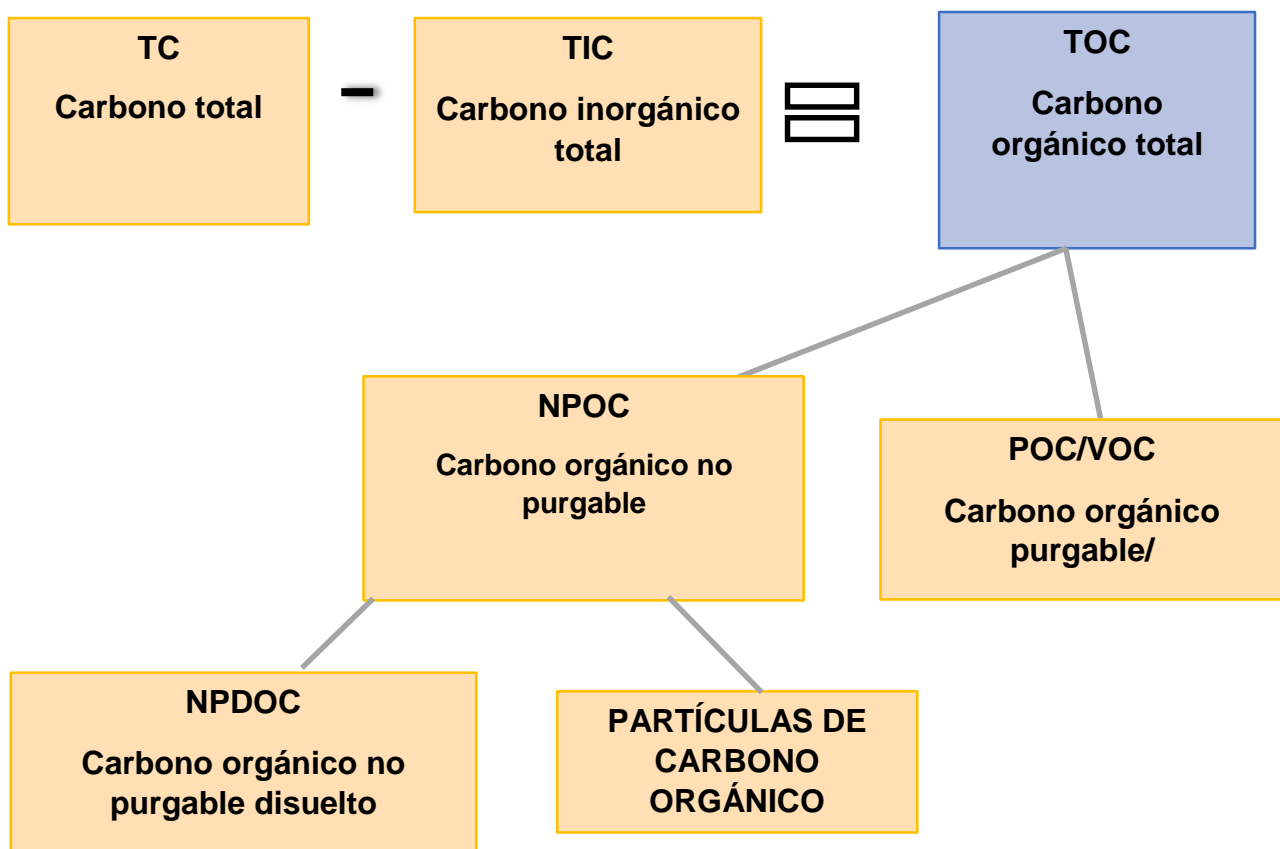 TC
Carbono total
-
TIC
Carbono inorgánico
total
=
TOC
Carbono
orgánico total
NPOC
Carbono orgánico no
purgable
POC/VOC
Carbono orgánico
purgable/
NPDOC
Carbono orgánico no
purgable disuelto
PARTÍCULAS DE
CARBONO
ORGÁNICO